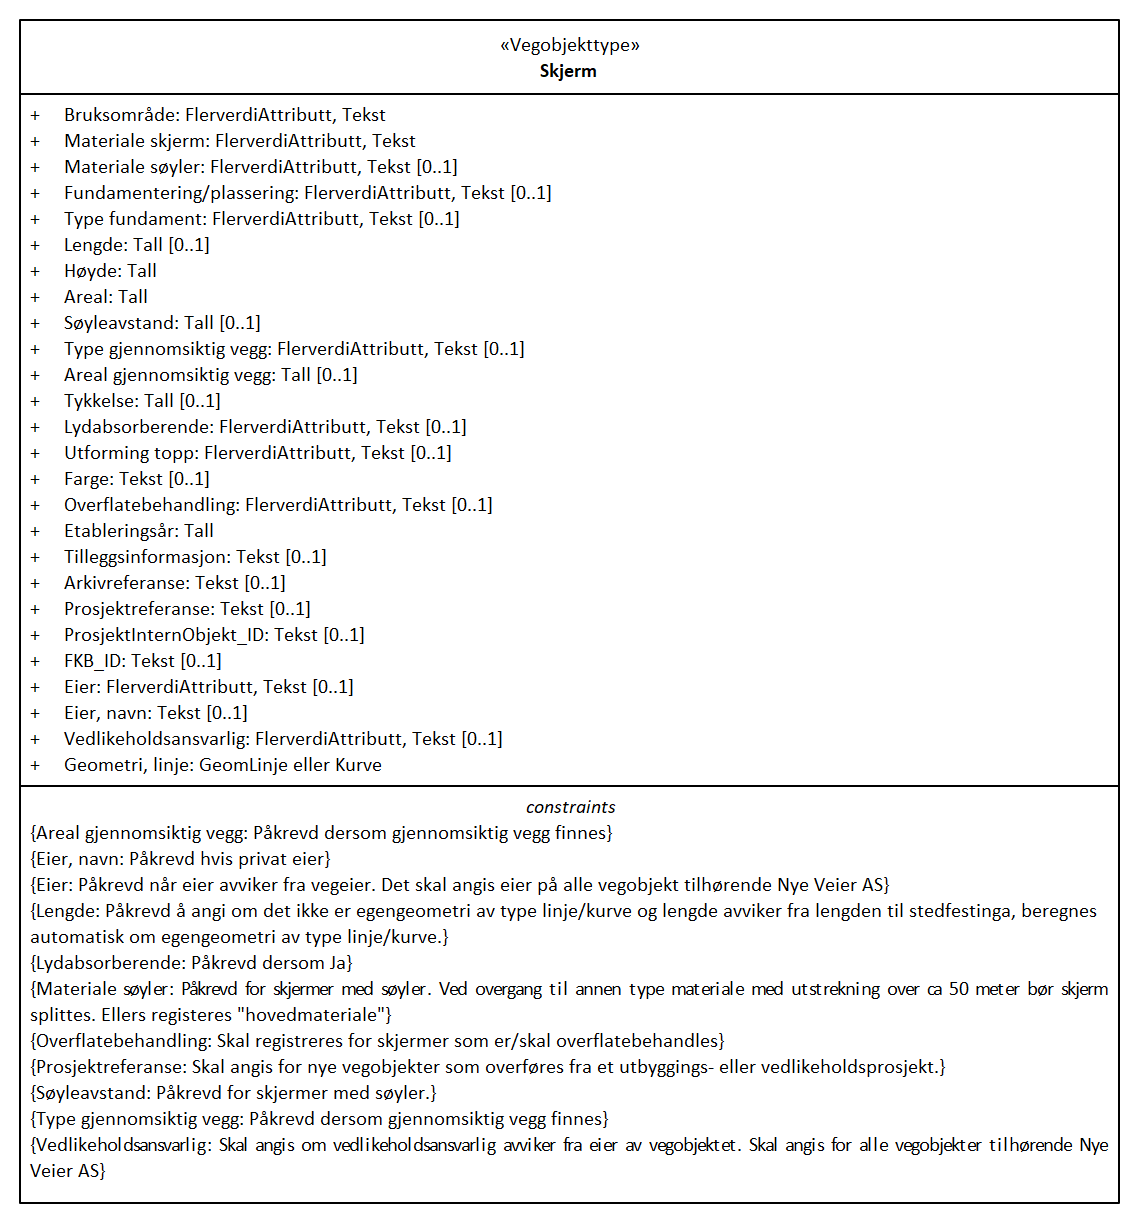 «Vegobjekttype»
Skjerm
+ Bruksområde: FlerverdiAttributt, Tekst
+ Materiale skjerm: FlerverdiAttributt, Tekst
+ Materiale søyler: FlerverdiAttributt, Tekst [0..1]
+ Fundamentering/plassering: FlerverdiAttributt, Tekst [0..1]
+ Type fundament: FlerverdiAttributt, Tekst [0..1]
+ Lengde: Tall [0..1]
+ Høyde: Tall
+ Areal: Tall
+ Søyleavstand: Tall [0..1]
+ Type gjennomsiktig vegg: FlerverdiAttributt, Tekst [0..1]
+ Areal gjennomsiktig vegg: Tall [0..1]
+ Tykkelse: Tall [0..1]
+ Lydabsorberende: FlerverdiAttributt, Tekst [0..1]
+ Utforming topp: FlerverdiAttributt, Tekst [0..1]
+ Farge: Tekst [0..1]
+ Overflatebehandling: FlerverdiAttributt, Tekst [0..1]
+ Etableringsår: Tall
+ Tilleggsinformasjon: Tekst [0..1]
+ Arkivreferanse: Tekst [0..1]
+ Prosjektreferanse: Tekst [0..1]
+ ProsjektInternObjekt_ID: Tekst [0..1]
+ FKB_ID: Tekst [0..1]
+ Eier: FlerverdiAttributt, Tekst [0..1]
+ Eier, navn: Tekst [0..1]
+ Vedlikeholdsansvarlig: FlerverdiAttributt, Tekst [0..1]
+ Geometri, linje: GeomLinje eller Kurve
constraints
{Areal gjennomsiktig vegg: Påkrevd dersom gjennomsiktig vegg finnes}
{Eier, navn: Påkrevd hvis privat eier}
{Eier: Påkrevd når eier avviker fra vegeier. Det skal angis eier på alle vegobjekt tilhørende Nye Veier AS}
{Lengde: Påkrevd å angi om det ikke er egengeometri av type linje/kurve og lengde avviker fra lengden til stedfestinga, beregnes
automatisk om egengeometri av type linje/kurve.}
{Lydabsorberende: Påkrevd dersom Ja}
{Materiale søyler: Påkrevd for skjermer med søyler. Ved overgang til annen type materiale med utstrekning over ca 50 meter bør skjerm
splittes. Ellers registeres "hovedmateriale"}
{Overflatebehandling: Skal registreres for skjermer som er/skal overflatebehandles}
{Prosjektreferanse: Skal angis for nye vegobjekter som overføres fra et utbyggings- eller vedlikeholdsprosjekt.}
{Søyleavstand: Påkrevd for skjermer med søyler.}
{Type gjennomsiktig vegg: Påkrevd dersom gjennomsiktig vegg finnes}
{Vedlikeholdsansvarlig: Skal angis om vedlikeholdsansvarlig avviker fra eier av vegobjektet. Skal angis for alle vegobjekter tilhørende Nye
Veier AS}